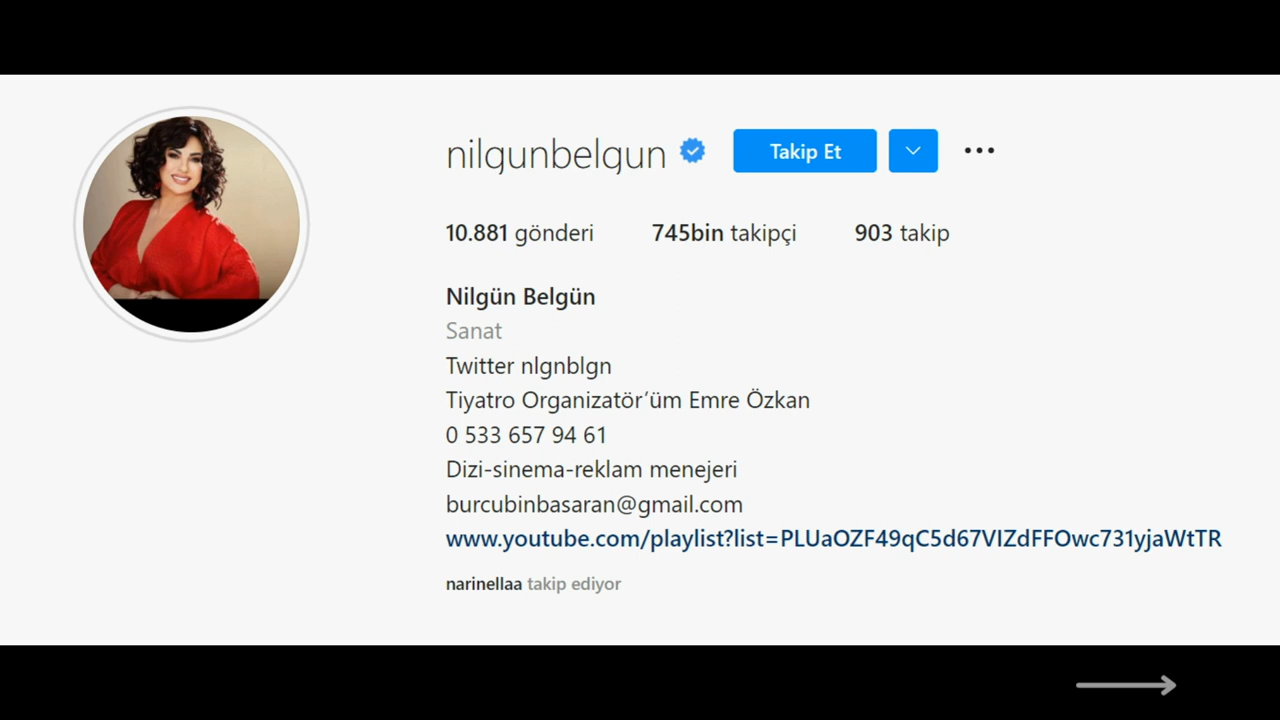 nilgunbelgun Takip Et
10.881 gönderi 745bin takipçi 903 takip
Nilgün Belgün
Sanat
Twitter nlgnblgn
Tiyatro Organizatör´üm Emre Özkan
0 533 657 94 61
Dizi-sinema-reklam menejeri
burcubinbasaran@gmail.com
www.youtube.com/playlist?list=PLUaOZF49qC5d67VIZdFFOwc731yjaWtTR
narinellaa takip ediyor